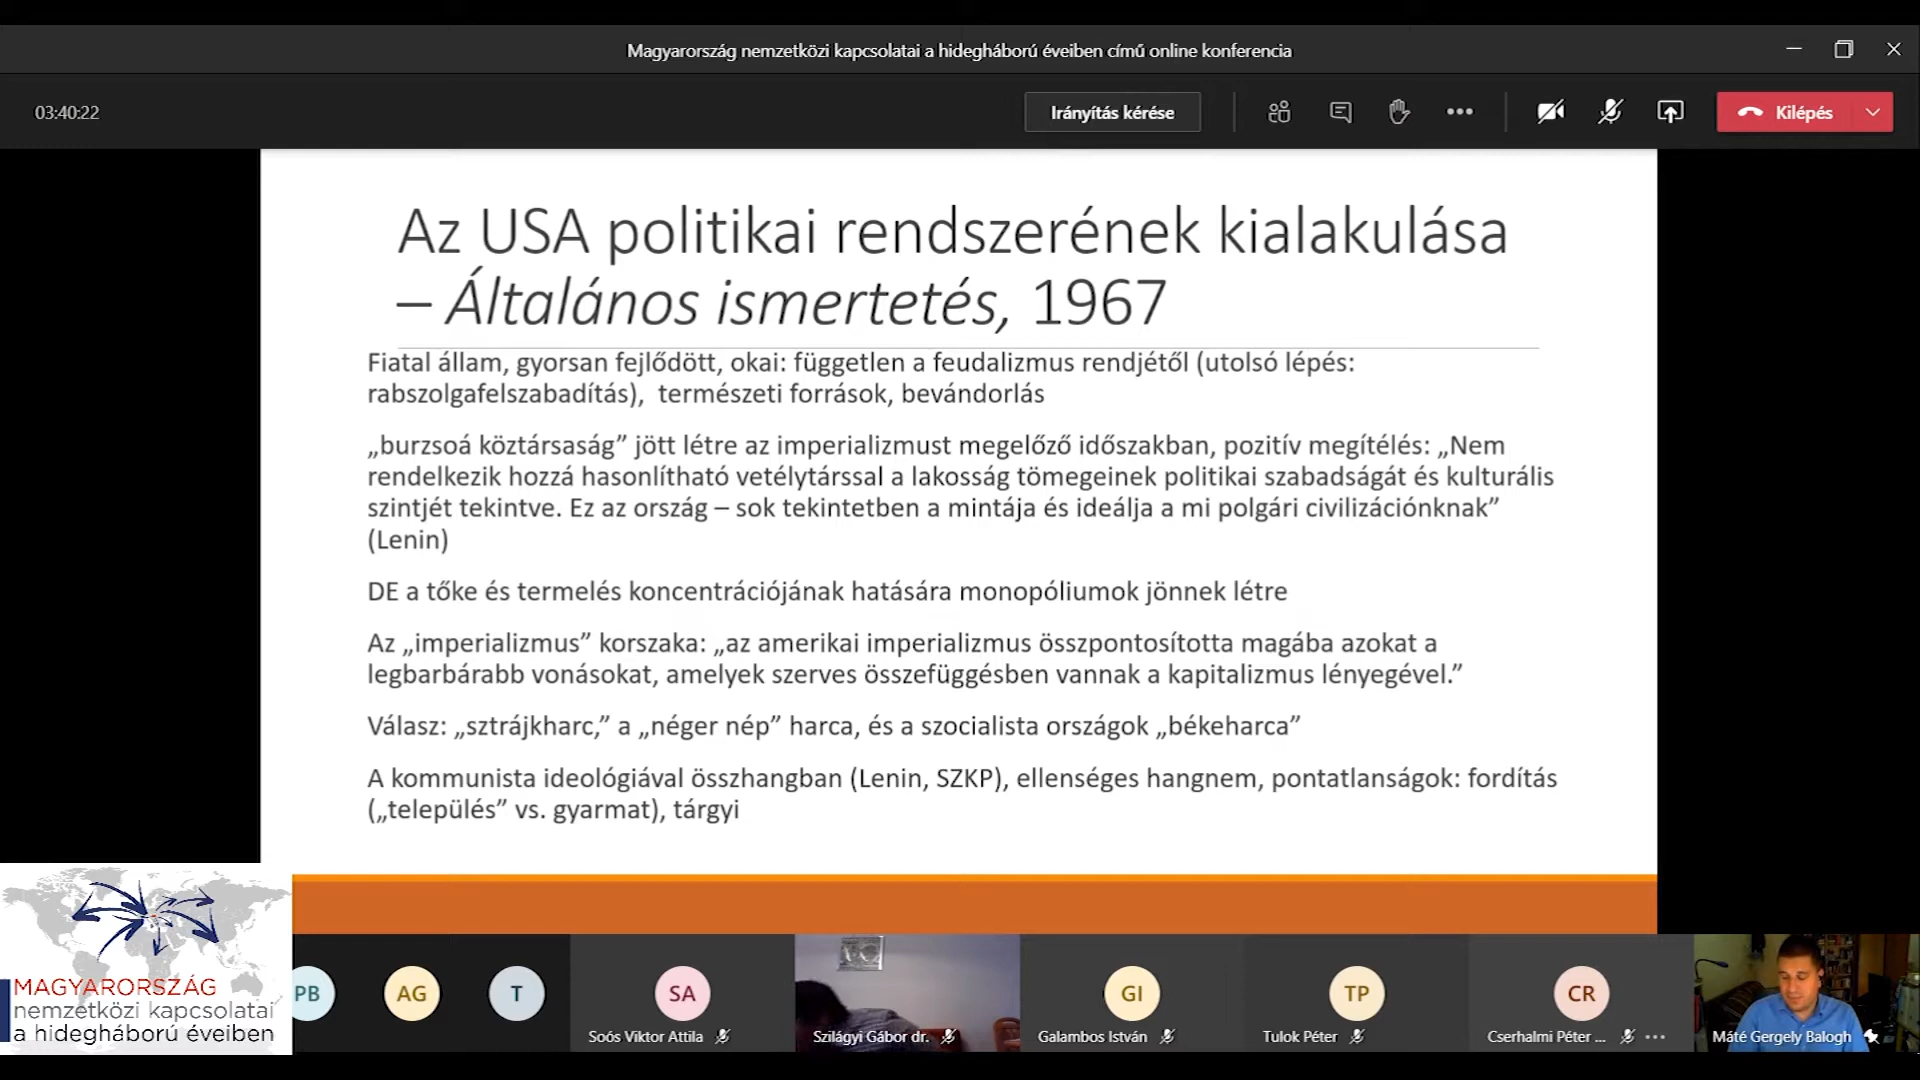 Magyarország nemzetközi kapcsolatai a hidegháború éveiben című online konferencia
03:40:22
Irányítás kérése
Kilépés
Az USA politikai rendszerének kialakulása
– Általános ismertetés, 1967
Fiatal állam, gyorsan fejlődött, okai: független a feudalizmus rendjétől (utolsó lépés:
rabszolgafelszabadítás), természeti források, bevándorlás
„burzsoá köztársaság” jött létre az imperializmust megelőző időszakban, pozitív megítélés: „Nem
rendelkezik hozzá hasonlítható vetélytárssal a lakosság tömegeinek politikai szabadságát és kulturális
szintjét tekintve. Ez az ország – sok tekintetben a mintája és ideálja a mi polgári civilizációnknak”
(Lenin)
DE a tőke és termelés koncentrációjának hatására monopóliumok jönnek létre
Az „imperializmus” korszaka: „az amerikai imperializmus összpontosította magába azokat a
legbarbárabb vonásokat, amelyek szerves összefüggésben vannak a kapitalizmus lényegével.”
Válasz: „sztrájkharc,” a „néger nép” harca, és a szocialista országok „békeharca”
A kommunista ideológiával összhangban (Lenin, SZKP), ellenséges hangnem, pontatlanságok: fordítás
(„település” vs. gyarmat), tárgyi
MAGYARORSZÁG
nemzetközi kapcsolatai
a hidegháború éveiben
PB
AG
T
SA
Soós Viktor Attila
Szilágyi Gábor dr.
GI
Galambos István
TP
Tulok Péter
CR
Cserhalmi Péter ...
Máté Gergely Balogh